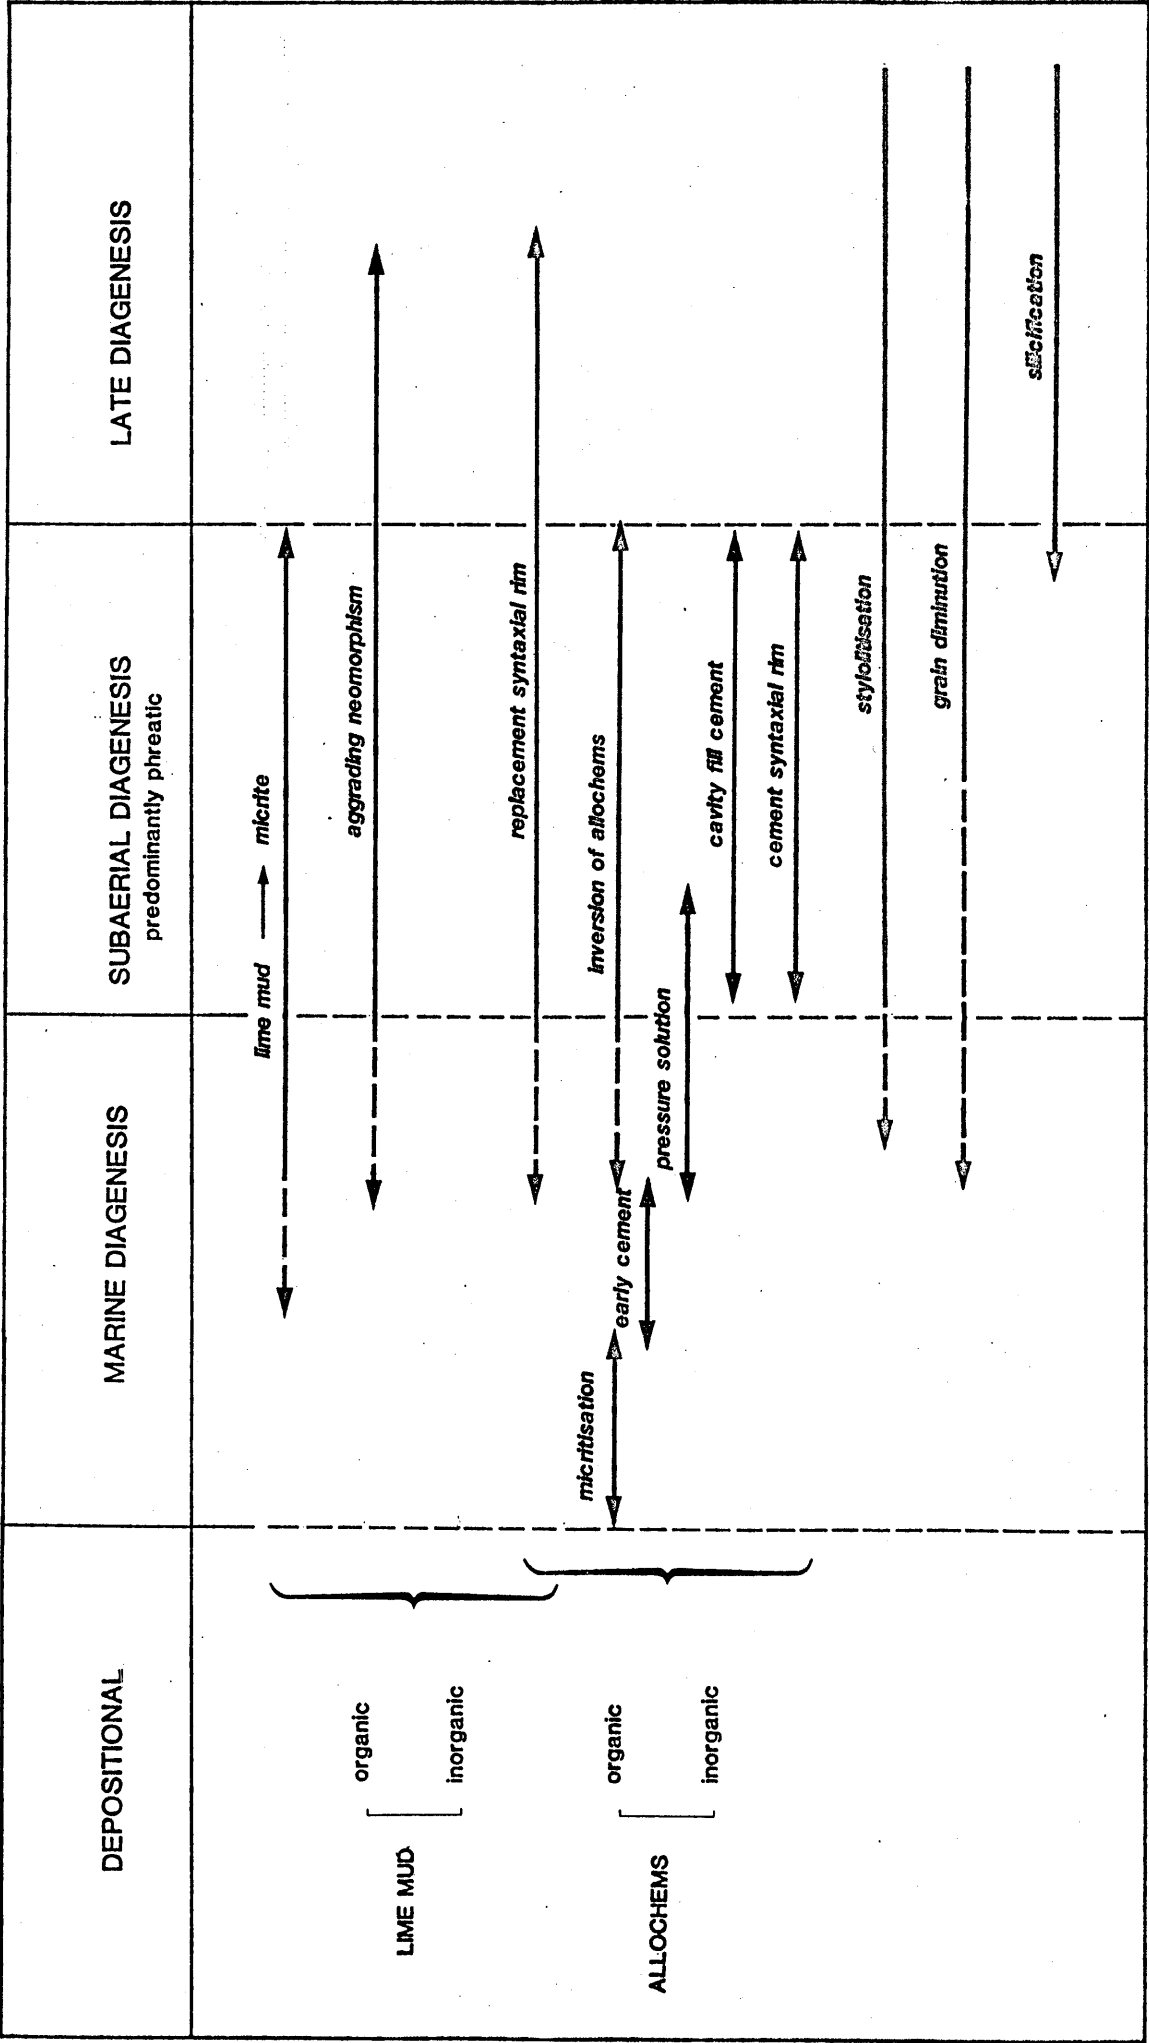 DEPOSITIONAL
MARINE DIAGENESIS
SUBAERIAL DIAGENESIS
predominantly phreatic
LATE DIAGENESIS
LIME MUD
organic
inorganic
ALLOCHEMS
organic
inorganic
lime mud → micrite
aggrading neomorphism
replacement syntaxial rim
micritisation
inversion of allochems
early cement
pressure solution
cavity fill cement
cement syntaxial rim
stylolitisation
grain diminution
silicification